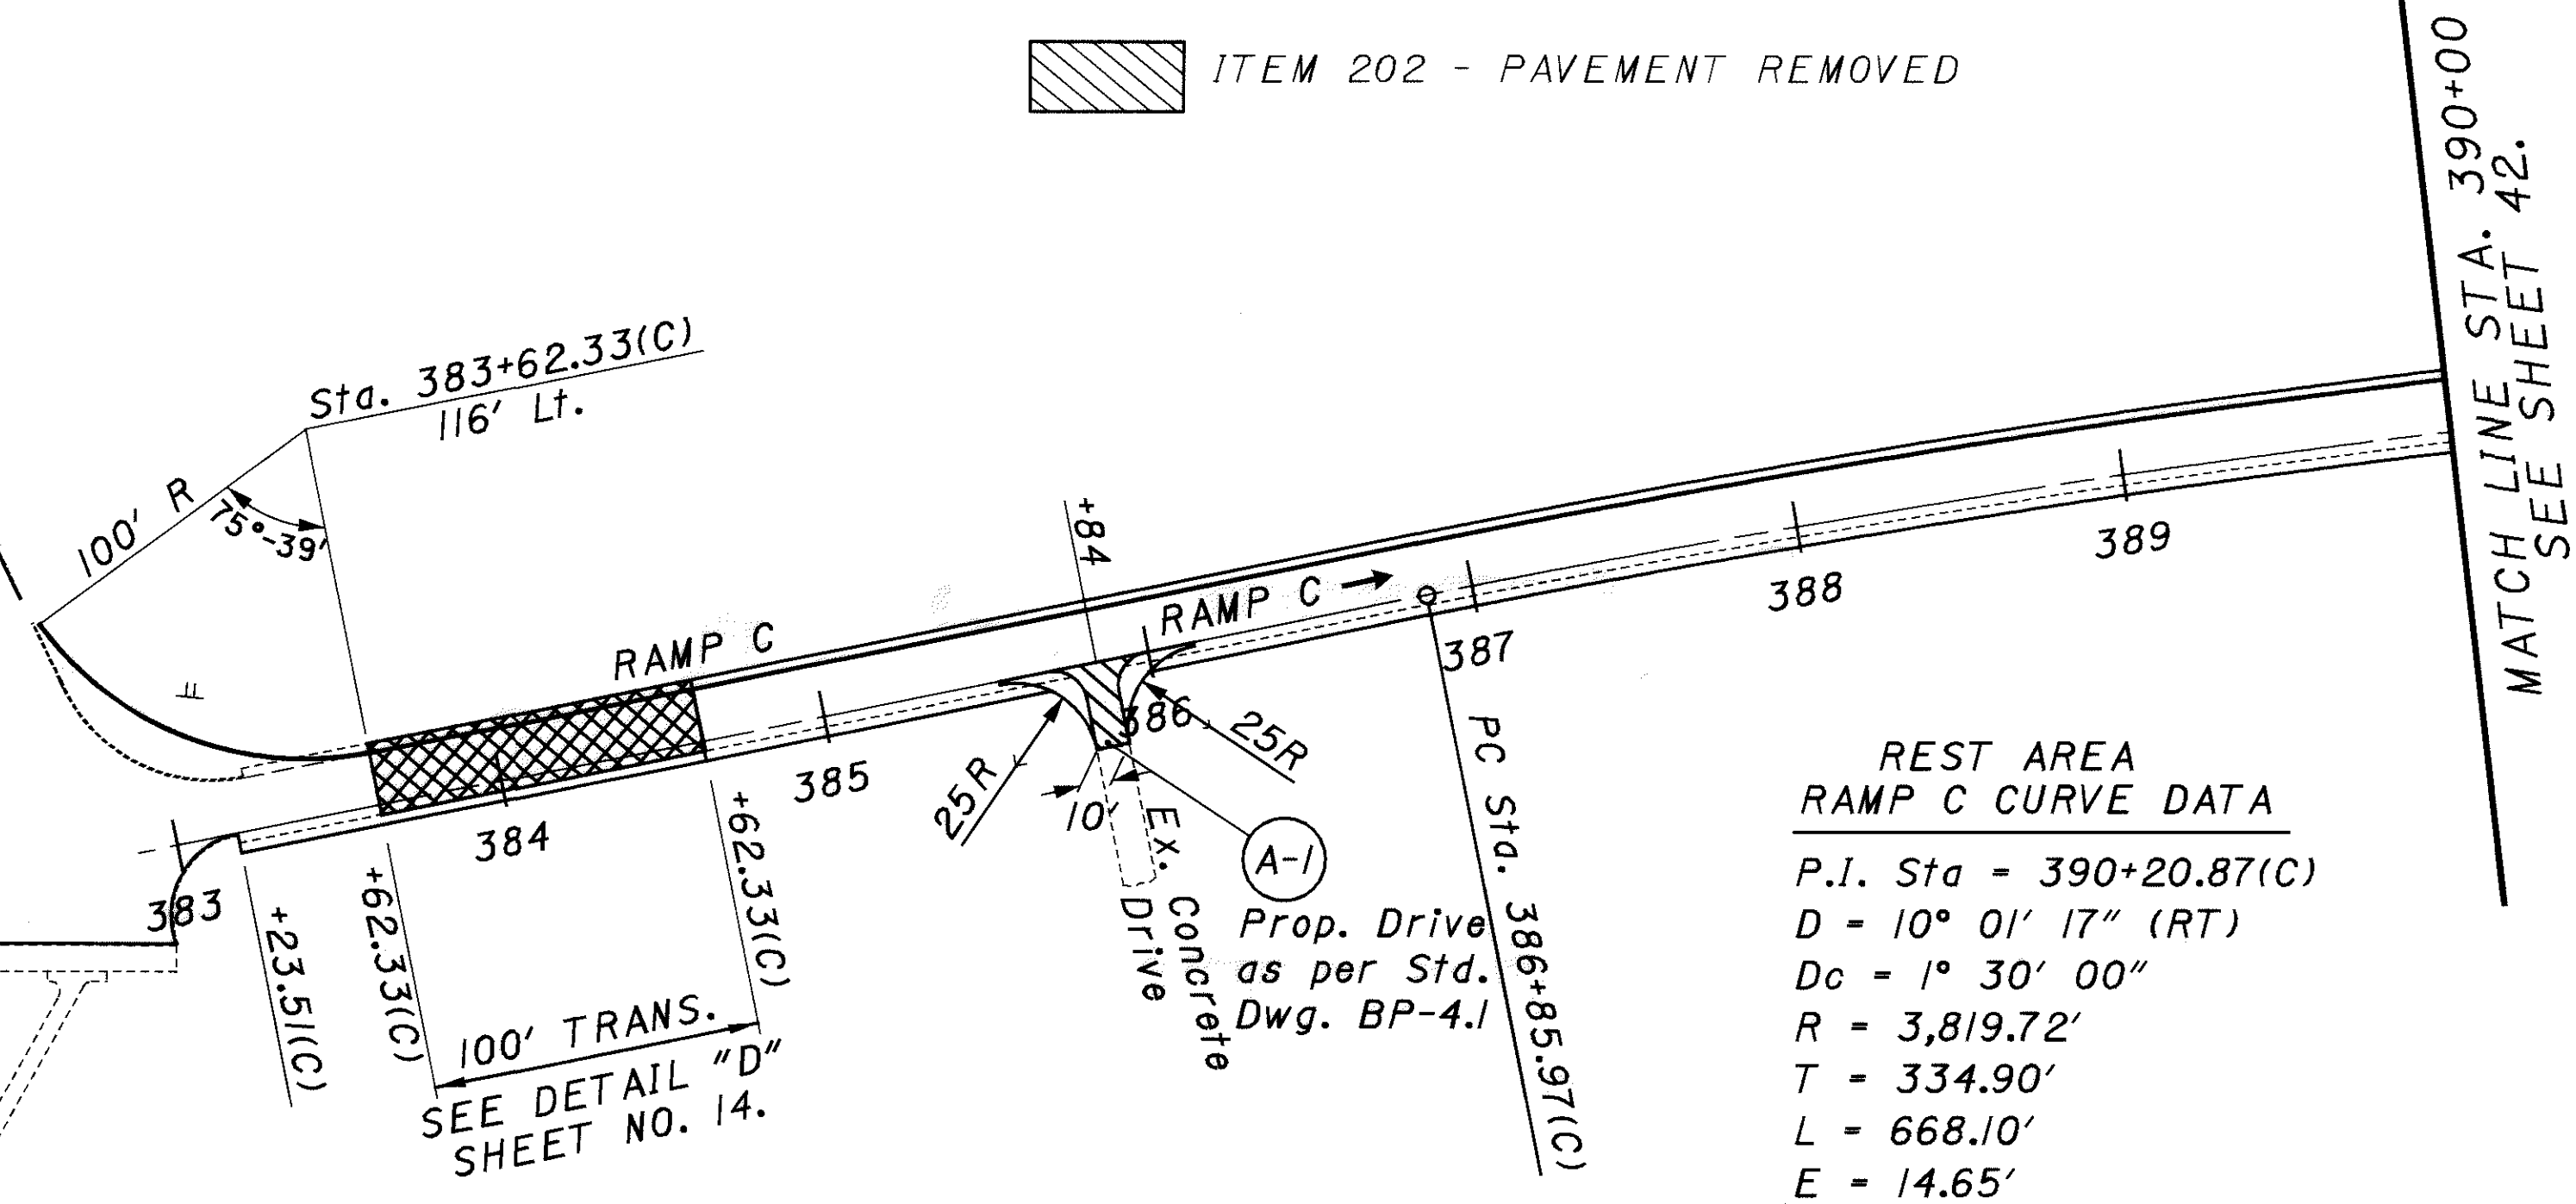 ITEM 202 - PAVEMENT REMOVED
MATCH LINE STA. 390+00
SEE SHEET 42.
Sta. 383+62.33(C)
116' Lt.
100' R
75°-39'
+84
RAMP C
RAMP C
383
384
385
386
387
388
389
25R
25R
10'
Ex. Concrete
Drive
A-1
Prop. Drive
as per Std.
Dwg. BP-4.1
PC Sta. 386+85.97(C)
+23.51(C)
+62.33(C)
+62.33(C)
100' TRANS.
SEE DETAIL "D"
SHEET NO. 14.
REST AREA
RAMP C CURVE DATA
P.I. Sta = 390+20.87(C)
D = 10° 01' 17" (RT)
Dc = 1° 30' 00"
R = 3,819.72'
T = 334.90'
L = 668.10'
E = 14.65'